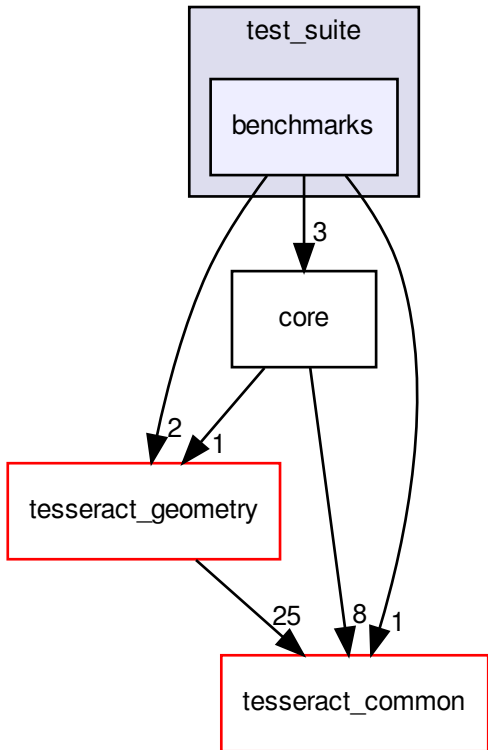 test_suite
benchmarks
3
core
2
1
tesseract_geometry
25
8
1
tesseract_common